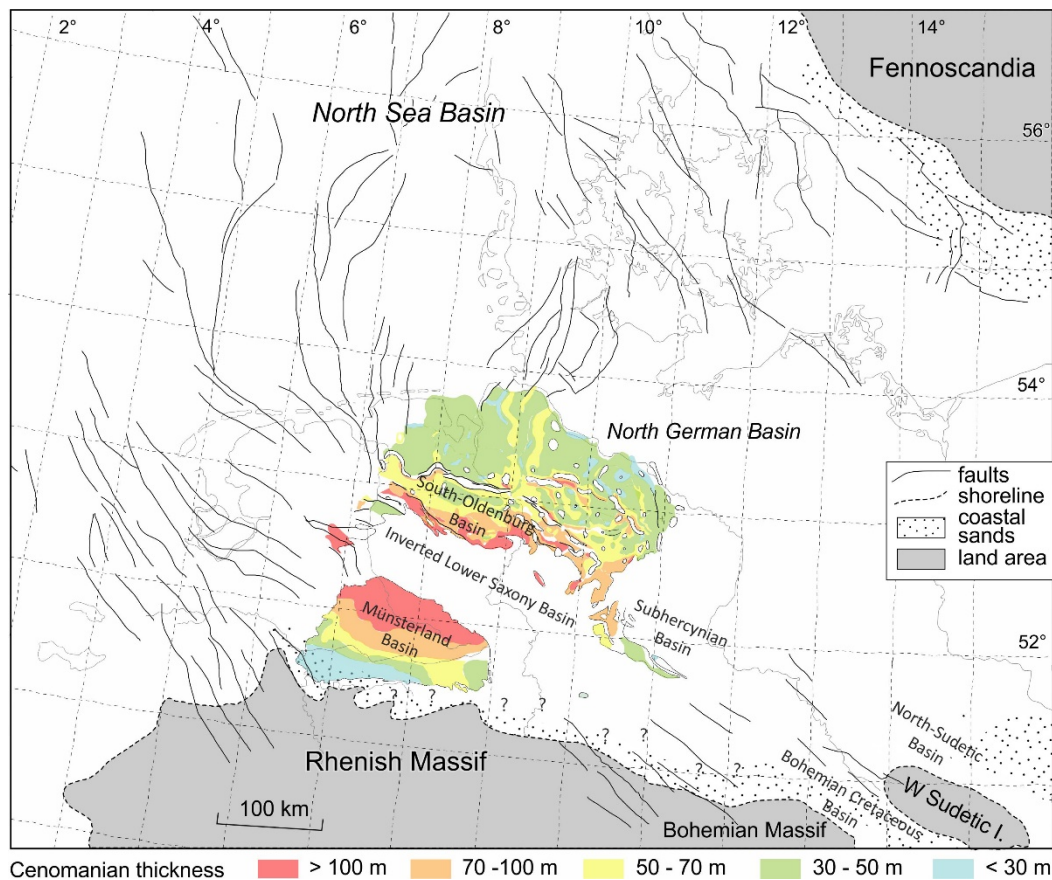 2° 4° 6° 8° 10° 12° 14°
Fennoscandia
North Sea Basin
56°
54°
North German Basin
faults
shoreline
coastal
sands
land area
South-Oldenburg
Basin
Inverted Lower Saxony Basin
Subhercynian
Basin
Münsterland
Basin
52°
? ? ? ? ? ? ?
North-Sudetic
Basin
Rhenish Massif
Bohemian Cretaceous
Basin
W Sudetic I.
100 km
Bohemian Massif
Cenomanian thickness > 100 m 70 -100 m 50 - 70 m 30 - 50 m < 30 m